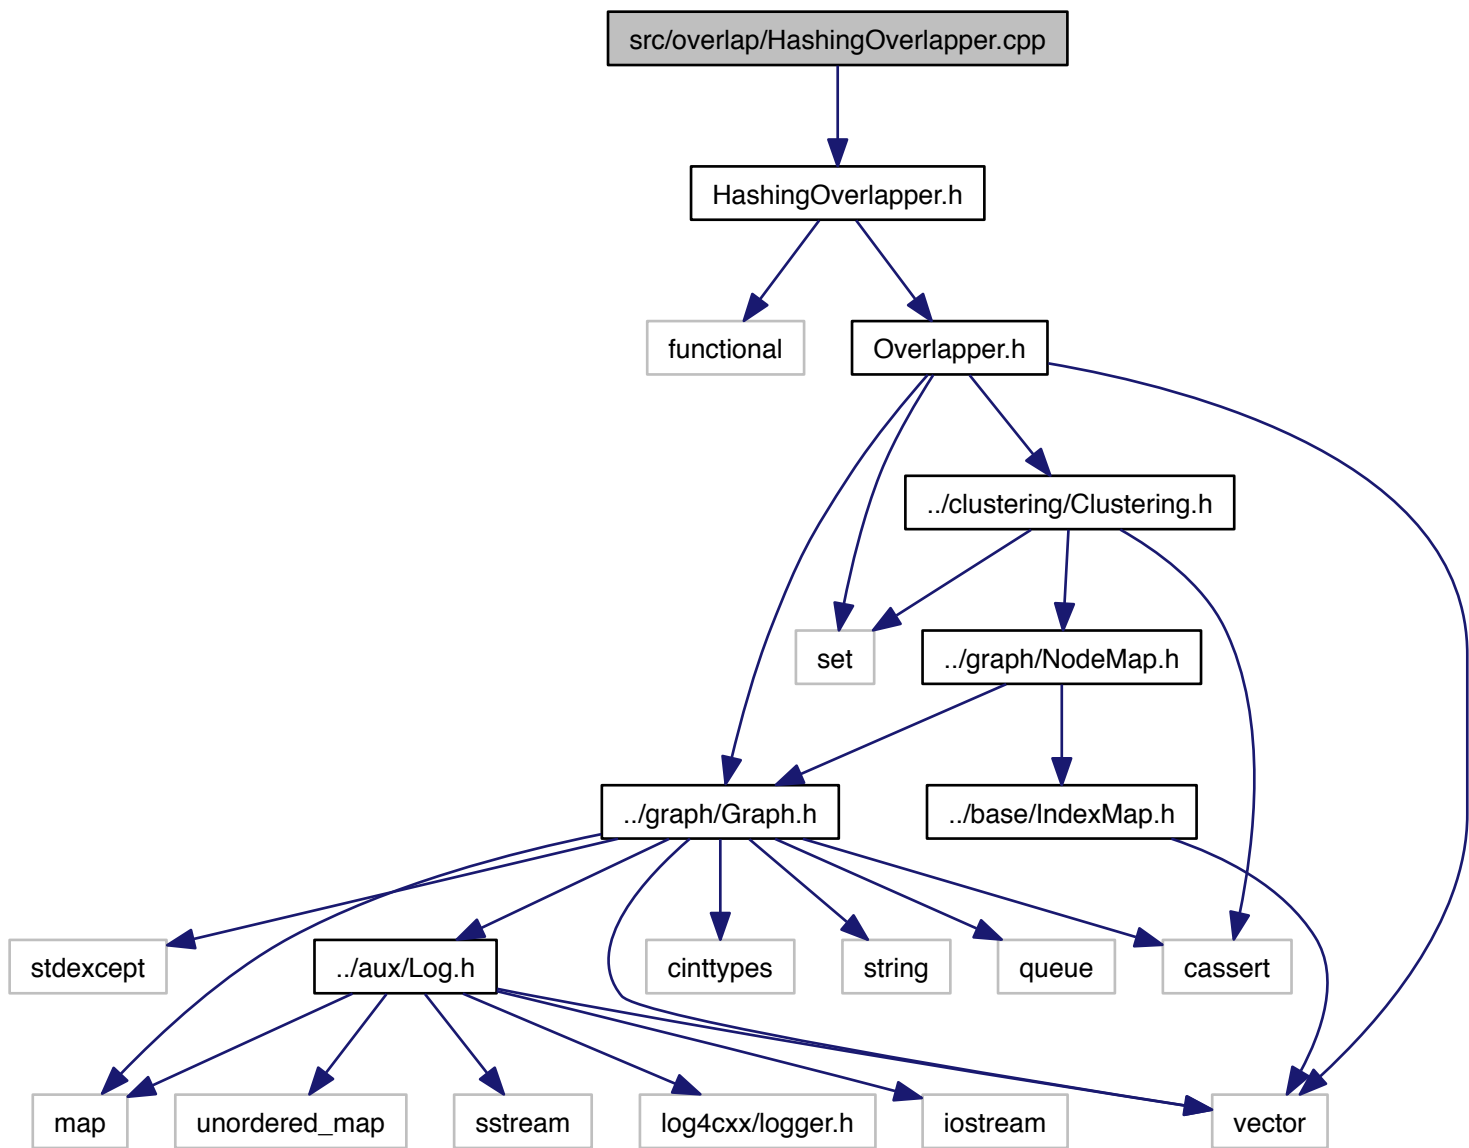 src/overlap/HashingOverlapper.cpp
HashingOverlapper.h
functional
Overlapper.h
../clustering/Clustering.h
set
../graph/NodeMap.h
../graph/Graph.h
../base/IndexMap.h
stdexcept
../aux/Log.h
cinttypes
string
queue
cassert
map
unordered_map
sstream
log4cxx/logger.h
iostream
vector